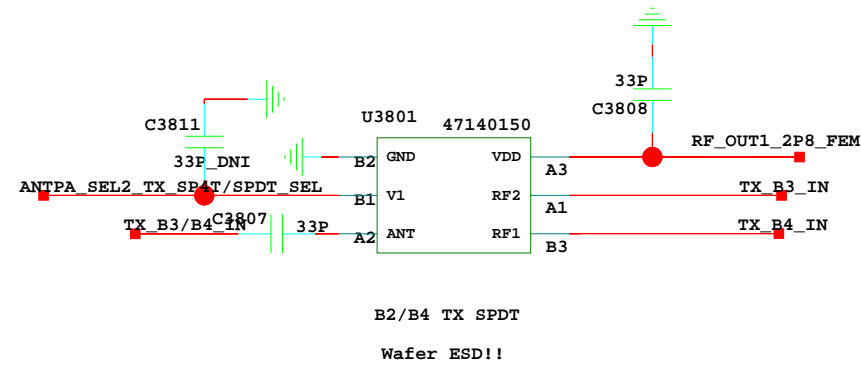 33P
C3808
C3811
U3801
47140150
33P_DNI
B2
GND
VDD
A3
RF_OUT1_2P8_FEM
ANTPA_SEL2_TX_SP4T/SPDT_SEL
B1
V1
RF2
A1
TX_B3_IN
C3807
TX_B3/B4_IN
33P
A2
ANT
RF1
B3
TX_B4_IN
B2/B4 TX SPDT
Wafer ESD!!